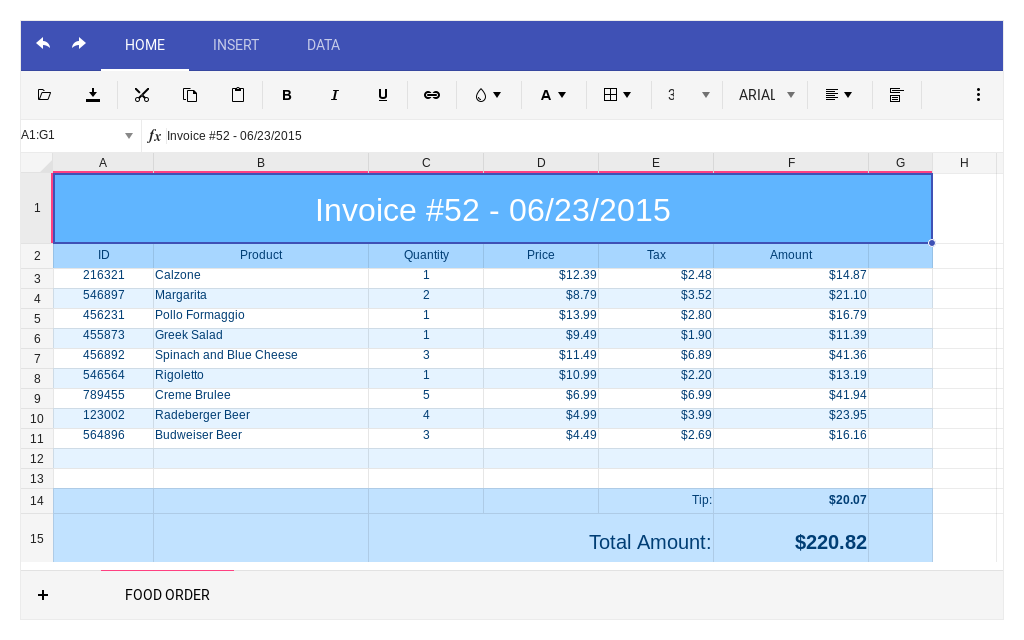 HOME INSERT DATA
B I U A 3 ARIAL
A1:G1 fx Invoice #52 - 06/23/2015
A B C D E F G H
1 Invoice #52 - 06/23/2015
2 ID Product Quantity Price Tax Amount
3 216321 Calzone 1 $12.39 $2.48 $14.87
4 546897 Margarita 2 $8.79 $3.52 $21.10
5 456231 Pollo Formaggio 1 $13.99 $2.80 $16.79
6 455873 Greek Salad 1 $9.49 $1.90 $11.39
7 456892 Spinach and Blue Cheese 3 $11.49 $6.89 $41.36
8 546564 Rigoletto 1 $10.99 $2.20 $13.19
9 789455 Creme Brulee 5 $6.99 $6.99 $41.94
10 123002 Radeberger Beer 4 $4.99 $3.99 $23.95
11 564896 Budweiser Beer 3 $4.49 $2.69 $16.16
12
13
14 Tip: $20.07
15 Total Amount: $220.82
+ FOOD ORDER